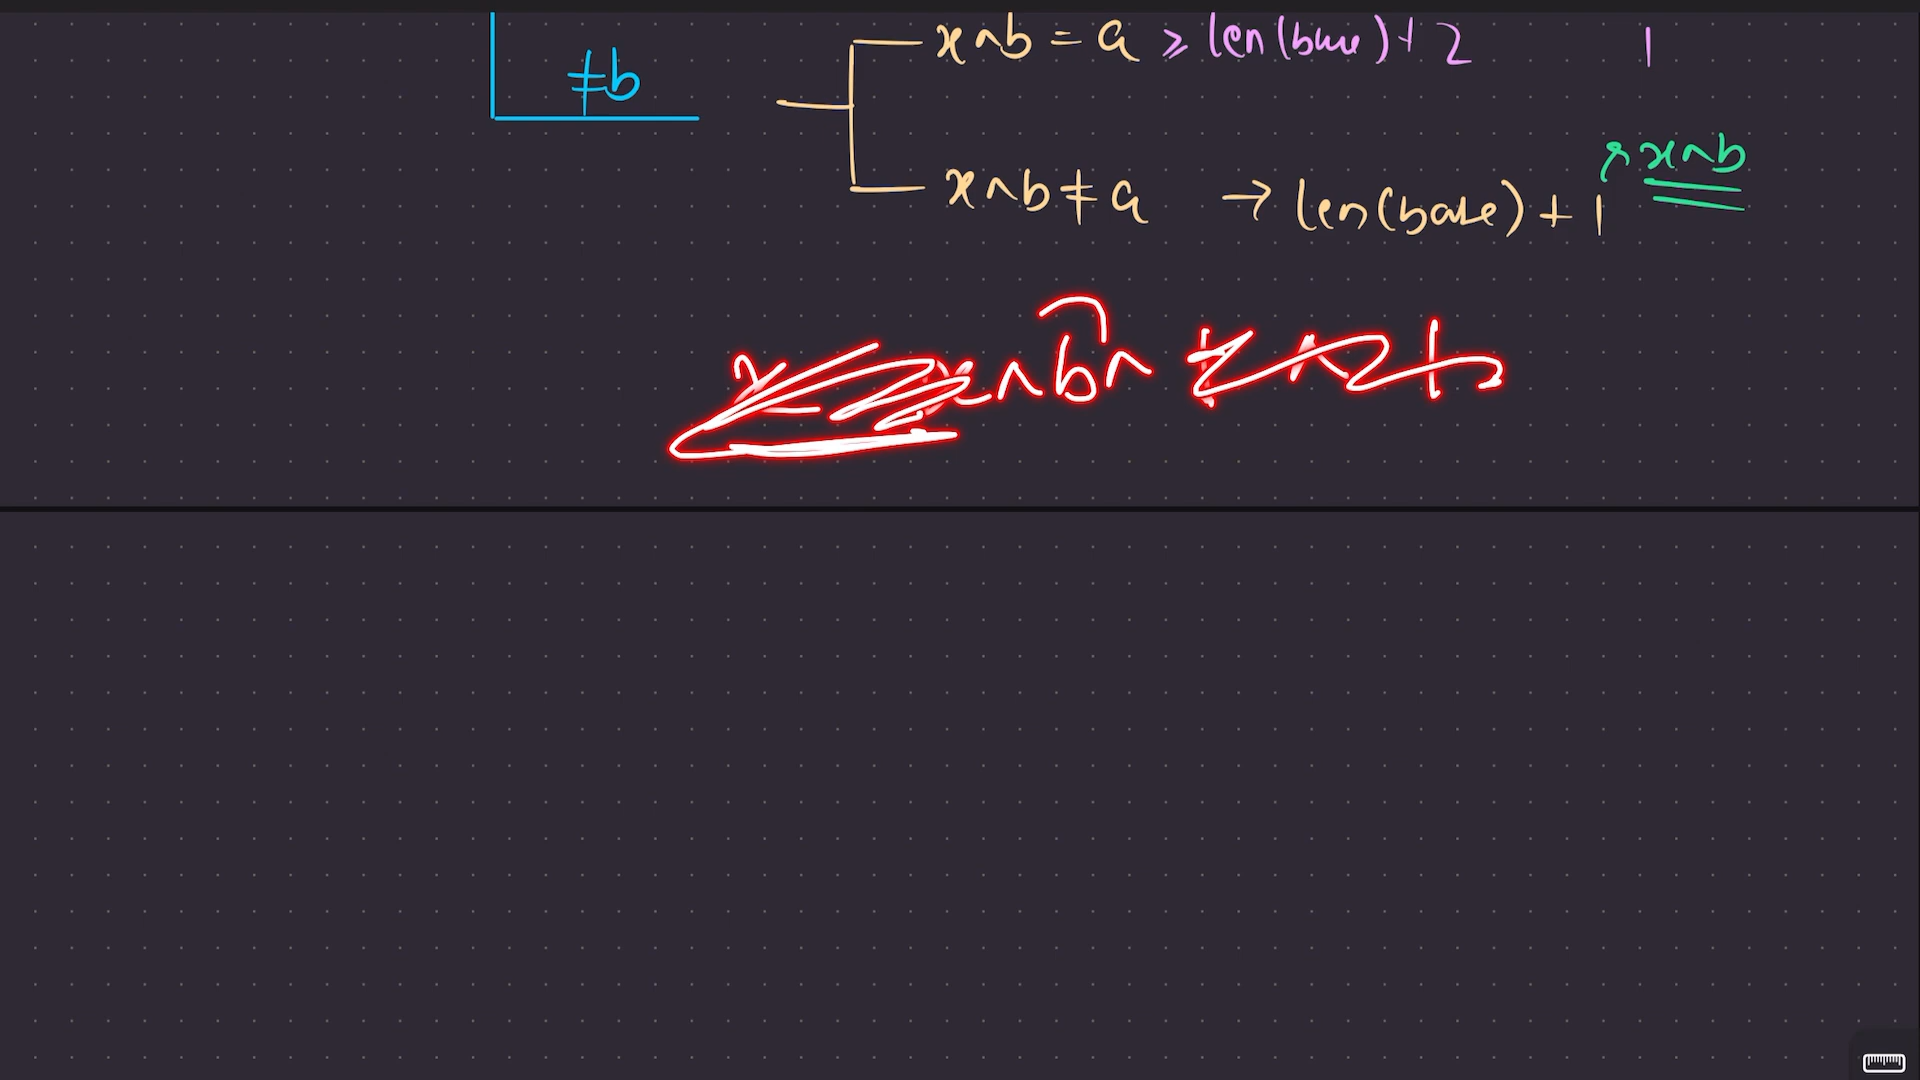 x^b = a ≥ len(base) + 2 1
≠b
x^b
x^b ≠ a → len(base) + 1
^b^